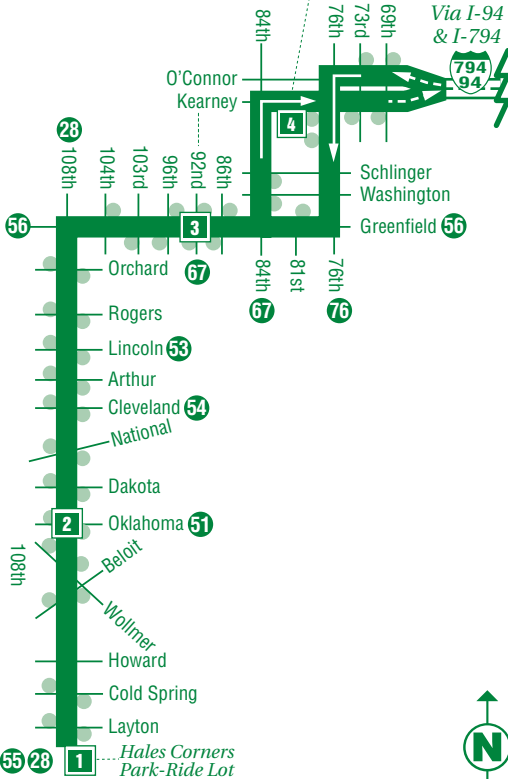 Via I-94
& I-794
84th
76th
73rd
69th
794
94
O'Connor
Kearney
4
28
108th
104th
103rd
96th
92nd
86th
Schlinger
Washington
56
3
Greenfield 56
67
84th
67
81st
76th
76
Orchard
Rogers
Lincoln 53
Arthur
Cleveland 54
National
Dakota
2
Oklahoma 51
108th
Beloit
Wollmer
Howard
Cold Spring
Layton
55 28
1
Hales Corners
Park-Ride Lot
N